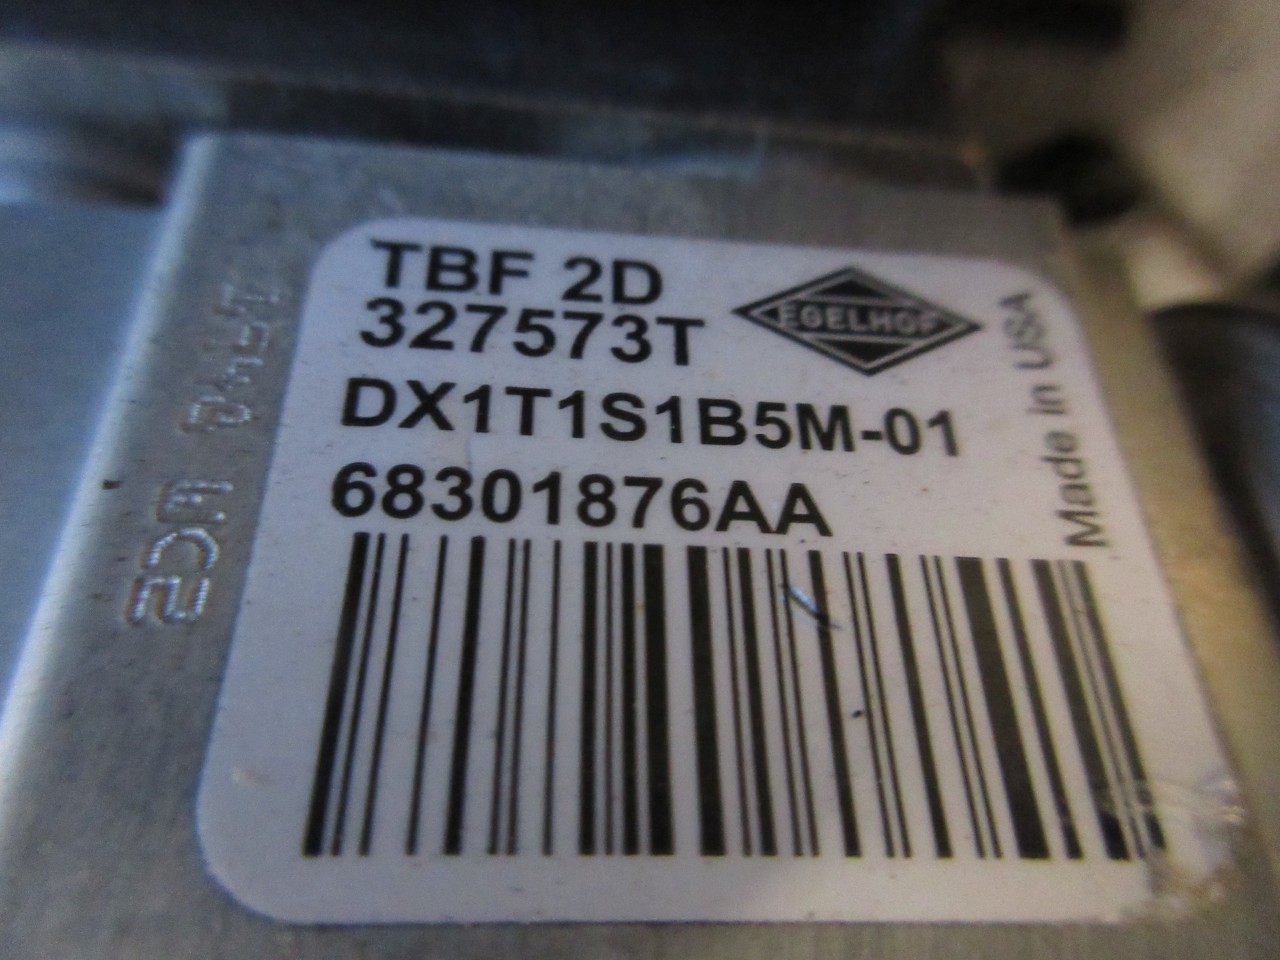 TBF 2D
327573T
EGELHOF
DX1T1S1B5M-01
68301876AA
Made in USA